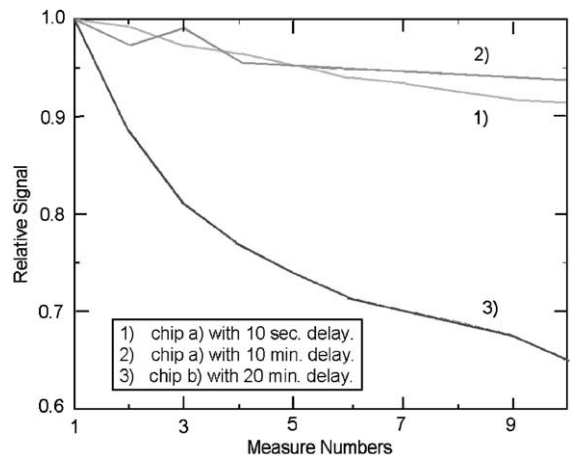 1.0
0.9
0.8
0.7
0.6
Relative Signal
2)
1)
3)
1) chip a) with 10 sec. delay.
2) chip a) with 10 min. delay.
3) chip b) with 20 min. delay.
1 3 5 7 9
Measure Numbers